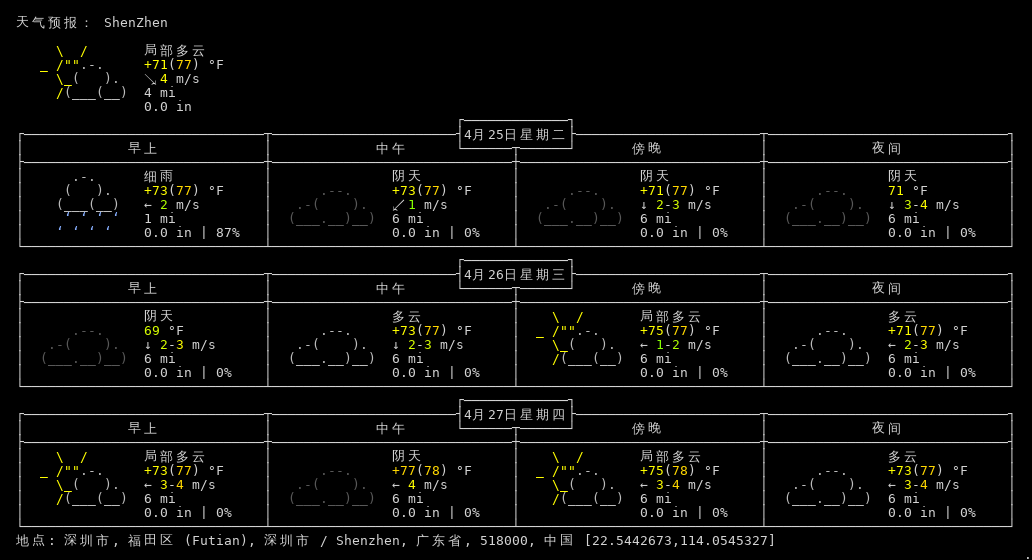 天气预报： ShenZhen
局部多云
+71(77) °F
↘ 4 m/s
4 mi
0.0 in
4月25日星期二
早上 中午 傍晚 夜间
细雨 阴天 阴天 阴天
+73(77) °F +73(77) °F +71(77) °F 71 °F
← 2 m/s ↙ 1 m/s ↓ 2-3 m/s ↓ 3-4 m/s
1 mi 6 mi 6 mi 6 mi
0.0 in | 87% 0.0 in | 0% 0.0 in | 0% 0.0 in | 0%
4月26日星期三
早上 中午 傍晚 夜间
阴天 多云 局部多云 多云
69 °F +73(77) °F +75(77) °F +71(77) °F
↓ 2-3 m/s ↓ 2-3 m/s ← 1-2 m/s ← 2-3 m/s
6 mi 6 mi 6 mi 6 mi
0.0 in | 0% 0.0 in | 0% 0.0 in | 0% 0.0 in | 0%
4月27日星期四
早上 中午 傍晚 夜间
局部多云 阴天 局部多云 多云
+73(77) °F +77(78) °F +75(78) °F +73(77) °F
← 3-4 m/s ← 4 m/s ← 3-4 m/s ← 3-4 m/s
6 mi 6 mi 6 mi 6 mi
0.0 in | 0% 0.0 in | 0% 0.0 in | 0% 0.0 in | 0%
地点: 深圳市, 福田区 (Futian), 深圳市 / Shenzhen, 广东省, 518000, 中国 [22.5442673,114.0545327]